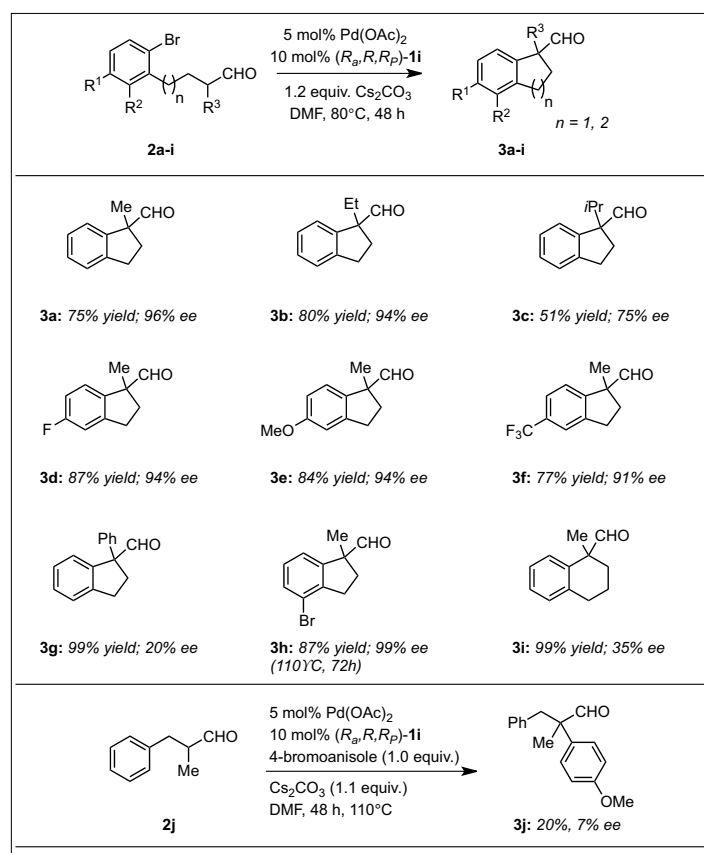 Br
CHO
R¹
R²
R³
( )n
2a-i
5 mol% Pd(OAc)₂
10 mol% (Rₐ,R,R_P)-1i
1.2 equiv. Cs₂CO₃
DMF, 80°C, 48 h
R³
CHO
R¹
R²
( )n
n = 1, 2
3a-i
Me
CHO
3a: 75% yield; 96% ee
Et
CHO
3b: 80% yield; 94% ee
iPr
CHO
3c: 51% yield; 75% ee
Me
CHO
F
3d: 87% yield; 94% ee
Me
CHO
MeO
3e: 84% yield; 94% ee
Me
CHO
F₃C
3f: 77% yield; 91% ee
Ph
CHO
3g: 99% yield; 20% ee
Me
CHO
Br
3h: 87% yield; 99% ee
(110ϒC, 72h)
Me
CHO
3i: 99% yield; 35% ee
CHO
Me
2j
5 mol% Pd(OAc)₂
10 mol% (Rₐ,R,R_P)-1i
4-bromoanisole (1.0 equiv.)
Cs₂CO₃ (1.1 equiv.)
DMF, 48 h, 110°C
Ph
CHO
Me
OMe
3j: 20%, 7% ee